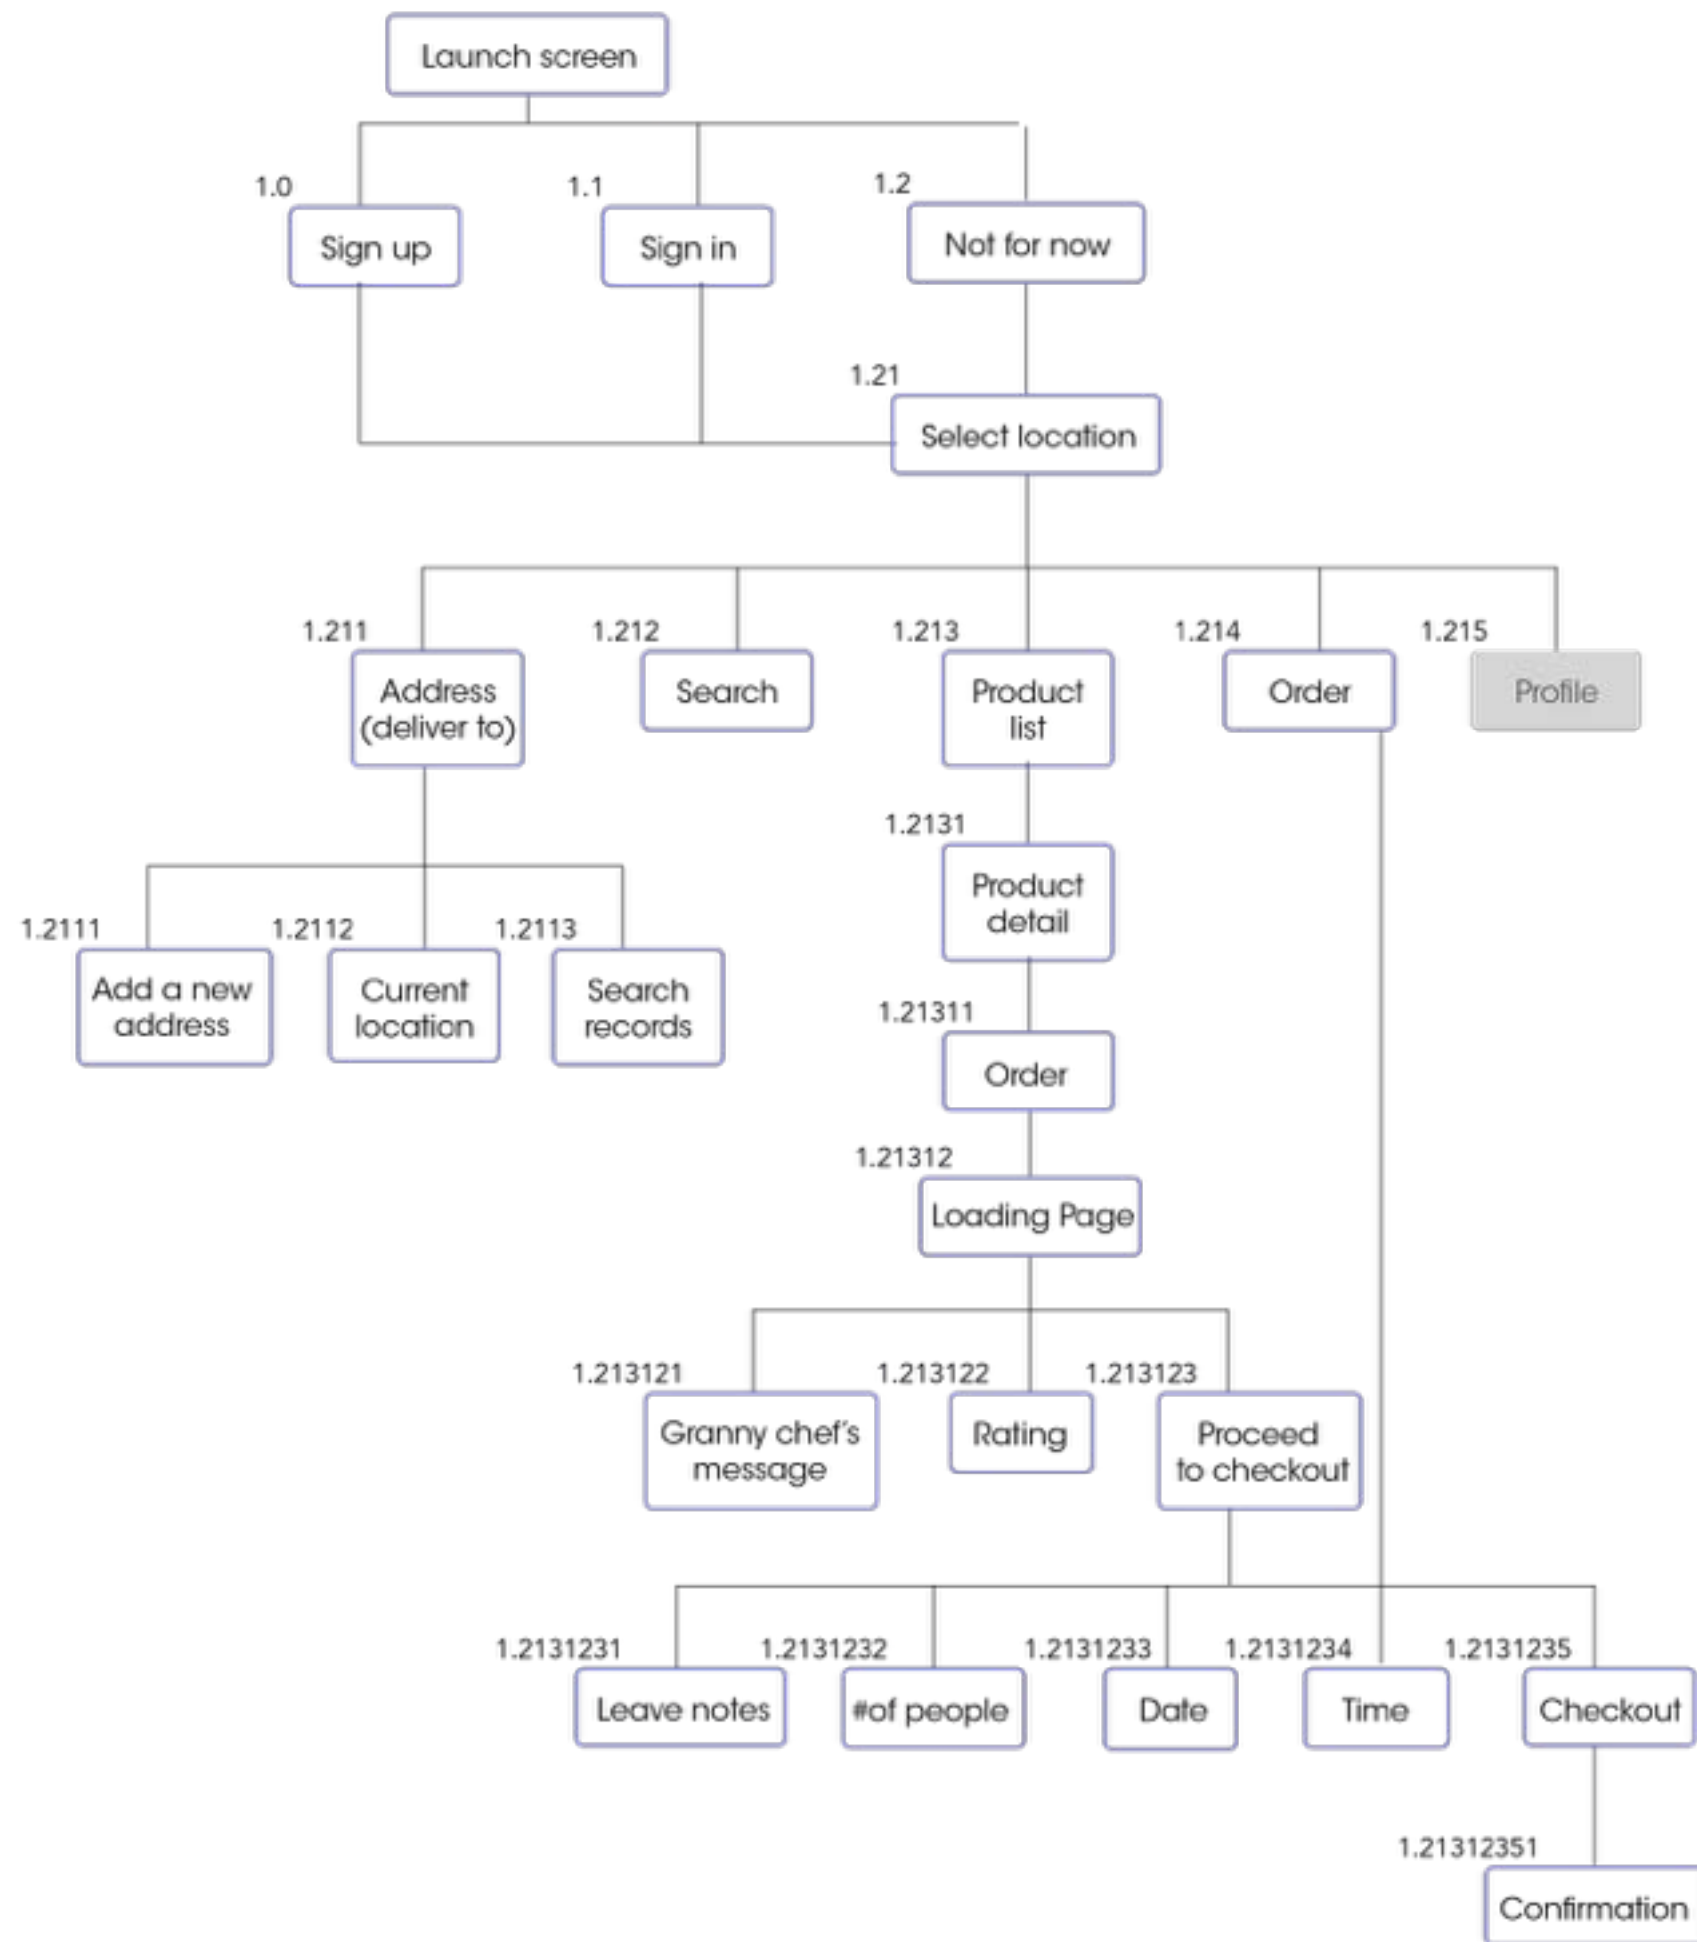 Launch screen
1.0
1.1
1.2
Sign up
Sign in
Not for now
1.21
Select location
1.211
1.212
1.213
1.214
1.215
Address
(deliver to)
Search
Product
list
Order
Profile
1.2131
Product
detail
1.2111
1.2112
1.2113
Add a new
address
Current
location
Search
records
1.21311
Order
1.21312
Loading Page
1.213121
1.213122
1.213123
Granny chef's
message
Rating
Proceed
to checkout
1.2131231
1.2131232
1.2131233
1.2131234
1.2131235
Leave notes
#of people
Date
Time
Checkout
1.21312351
Confirmation